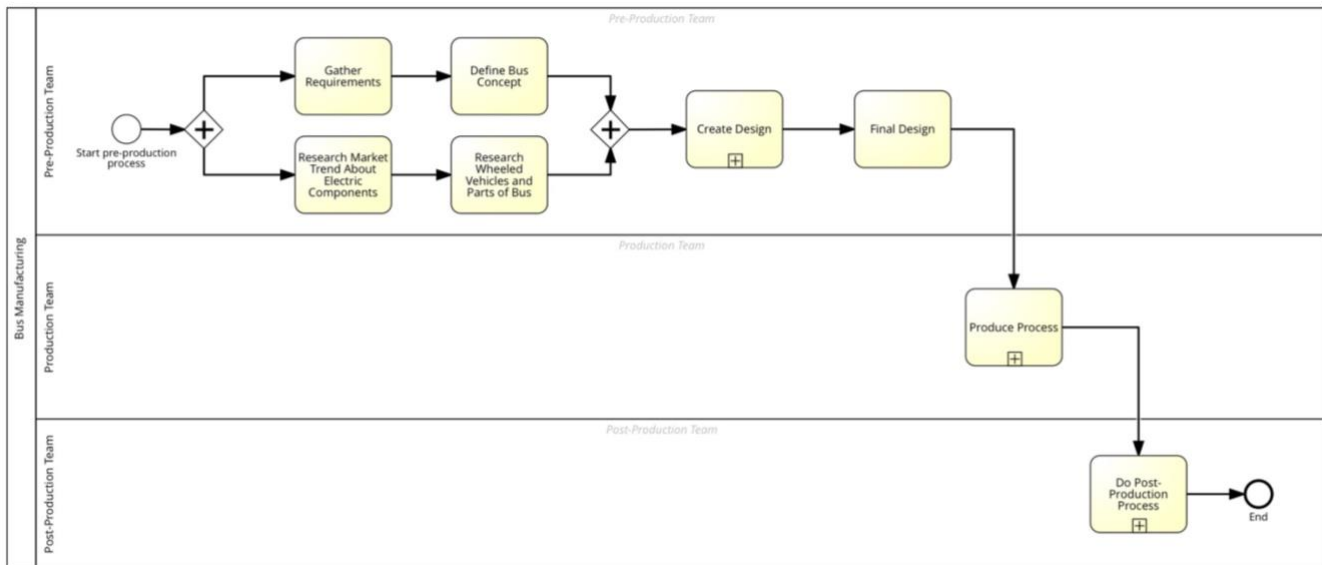 Bus Manufacturing
Pre-Production Team
Pre-Production Team
Start pre-production
process
Gather
Requirements
Define Bus
Concept
Research Market
Trend About
Electric
Components
Research
Wheeled
Vehicles and
Parts of Bus
Create Design
Final Design
Production Team
Production Team
Produce Process
Post-Production Team
Post-Production Team
Do Post-
Production
Process
End